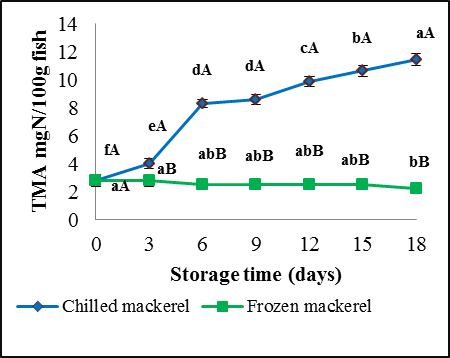 TMA mgN/100g fish
14
12
10
8
6
4
2
0
fA
eA
dA
dA
cA
bA
aA
aA
aB
abB
abB
abB
abB
bB
0 3 6 9 12 15 18
Storage time (days)
Chilled mackerel Frozen mackerel